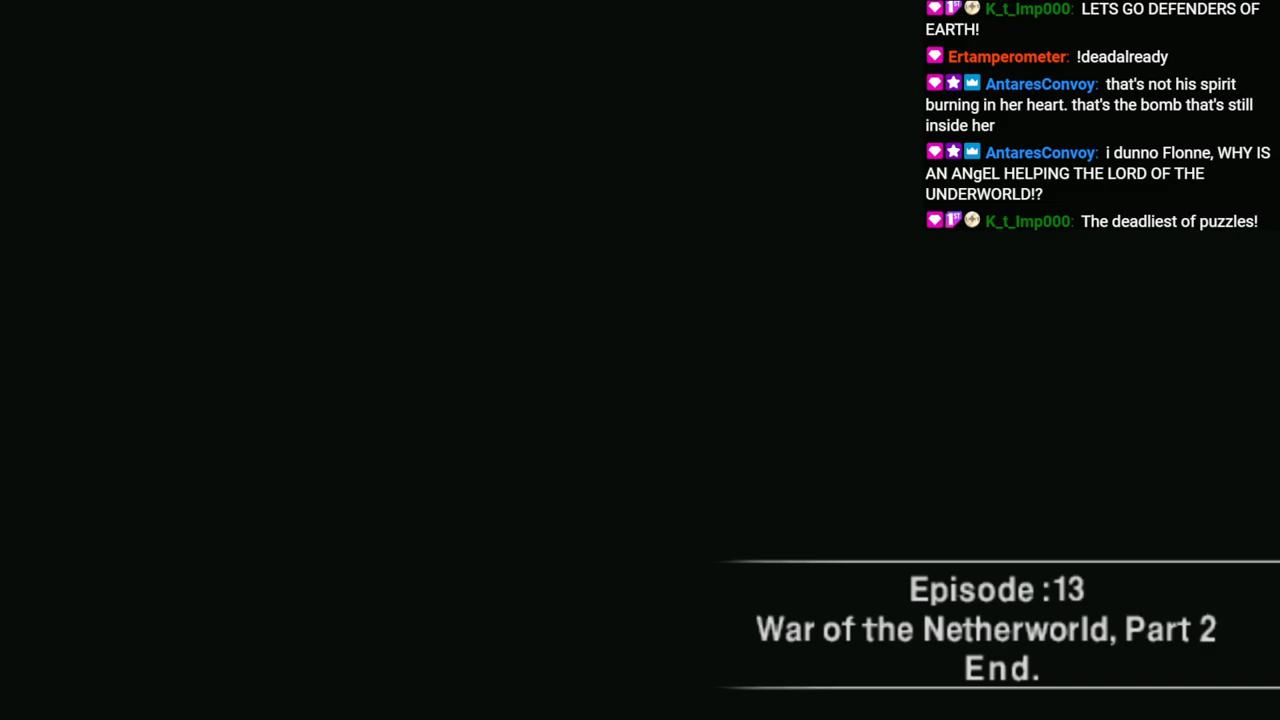 K_t_Imp000: LETS GO DEFENDERS OF
EARTH!
Ertamperometer: !deadalready
AntaresConvoy: that's not his spirit
burning in her heart. that's the bomb that's still
inside her
AntaresConvoy: i dunno Flonne, WHY IS
AN ANgEL HELPING THE LORD OF THE
UNDERWORLD!?
K_t_Imp000: The deadliest of puzzles!
Episode :13
War of the Netherworld, Part 2
End.